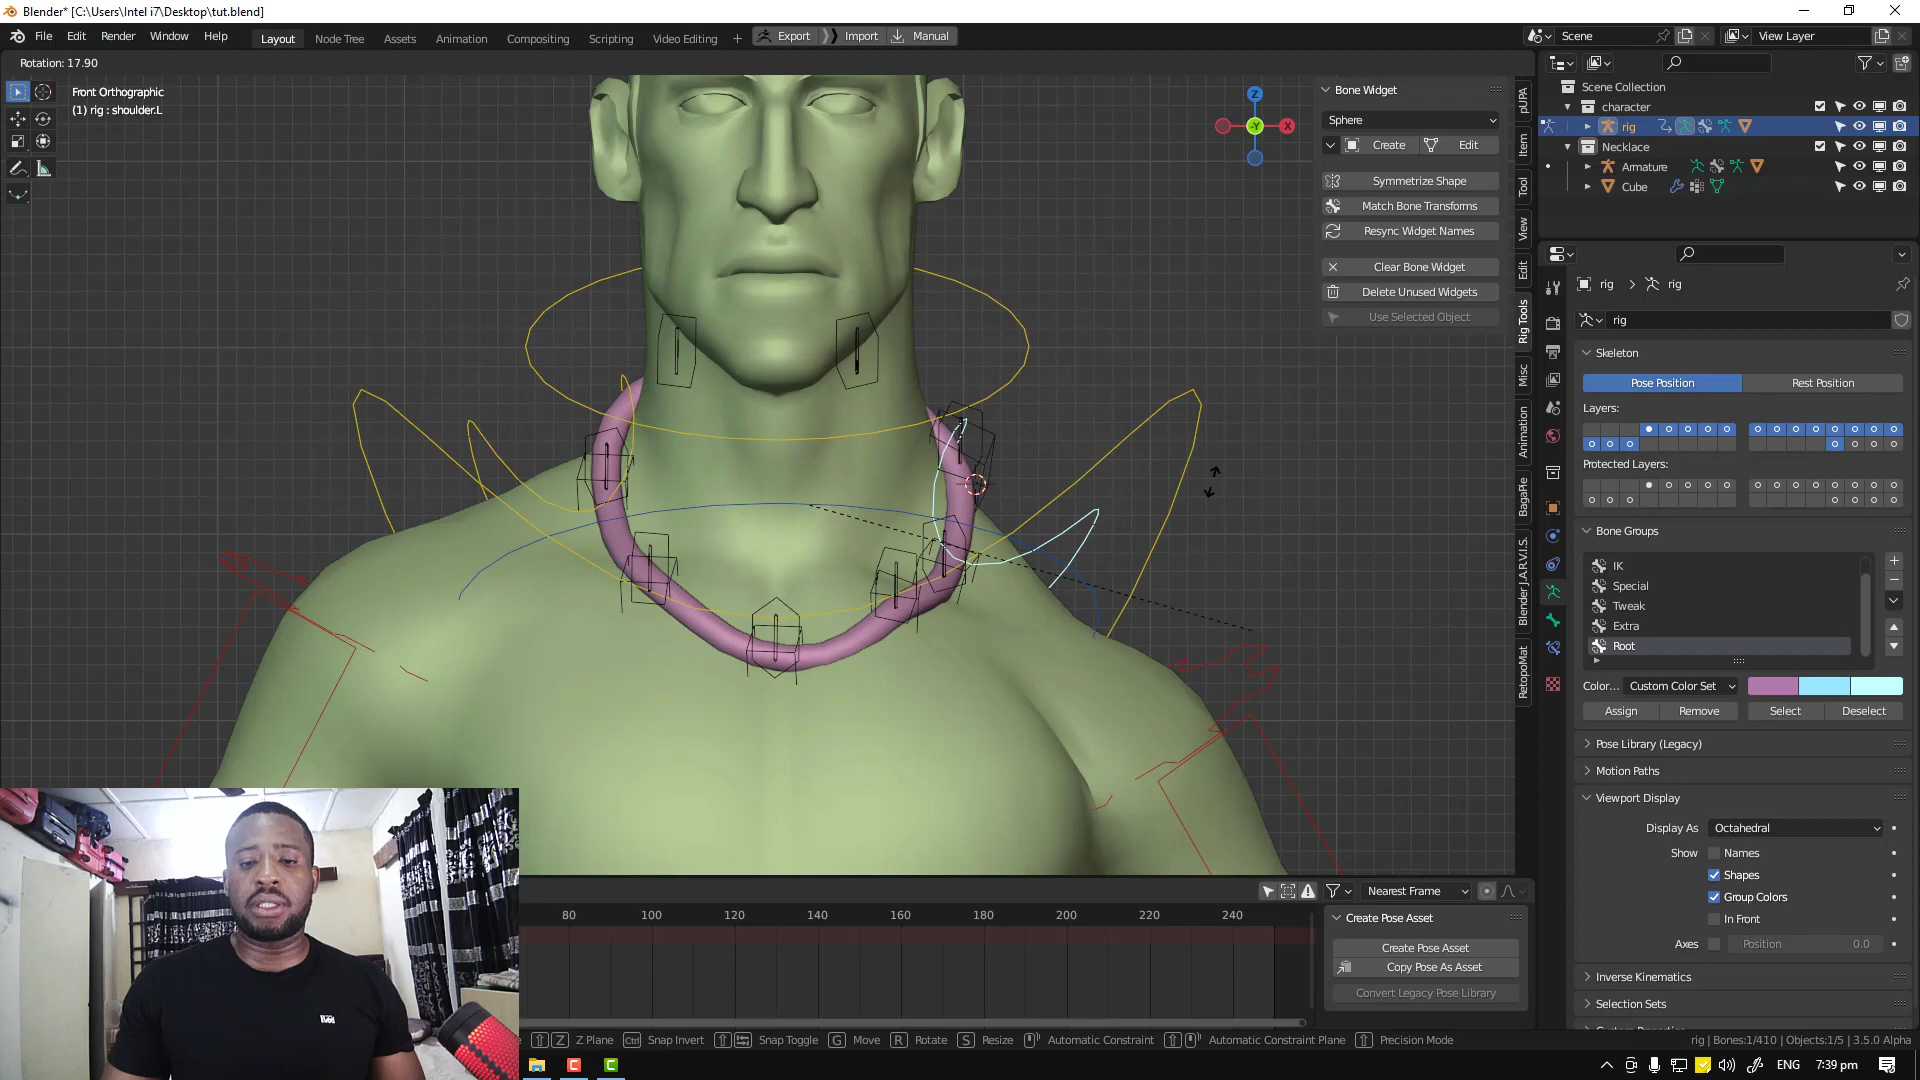 Blender* [C:\Users\Intel i7\Desktop\tut.blend]
File Edit Render Window Help Layout Node Tree Assets Animation Compositing Scripting Video Editing + Export Import Manual Scene View Layer
Rotation: 17.90
Front Orthographic
(1) rig : shoulder.L
Z
-Y
X
Bone Widget
Sphere
Create Edit
Symmetrize Shape
Match Bone Transforms
Resync Widget Names
Clear Bone Widget
Delete Unused Widgets
Use Selected Object
pUPA
Item
Tool
View
Edit
Rig Tools
Misc
Animation
BagaPie
Blender J.A.R.V.I.S.
RetopoMat
Scene Collection
character
rig
Necklace
Armature
Cube
rig > rig
rig
Skeleton
Pose Position Rest Position
Layers:
Protected Layers:
Bone Groups
IK
Special
Tweak
Extra
Root
Color... Custom Color Set
Assign Remove Select Deselect
Pose Library (Legacy)
Motion Paths
Viewport Display
Display As Octahedral
Show Names
Shapes
Group Colors
In Front
Axes Position 0.0
Inverse Kinematics
Selection Sets
Nearest Frame
80 100 120 140 160 180 200 220 240
Create Pose Asset
Create Pose Asset
Copy Pose As Asset
Convert Legacy Pose Library
Z Z Plane Ctrl Snap Invert Snap Toggle G Move R Rotate S Resize Automatic Constraint Automatic Constraint Plane Precision Mode
rig | Bones:1/410 | Objects:1/5 | 3.5.0 Alpha
ENG 7:39 pm